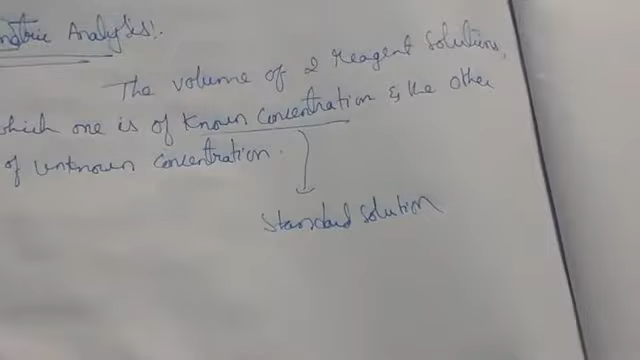 Analysis:.
The volume of 2 reagent solutions,
which one is of known concentration & the other
of unknown concentration.
Standard solution